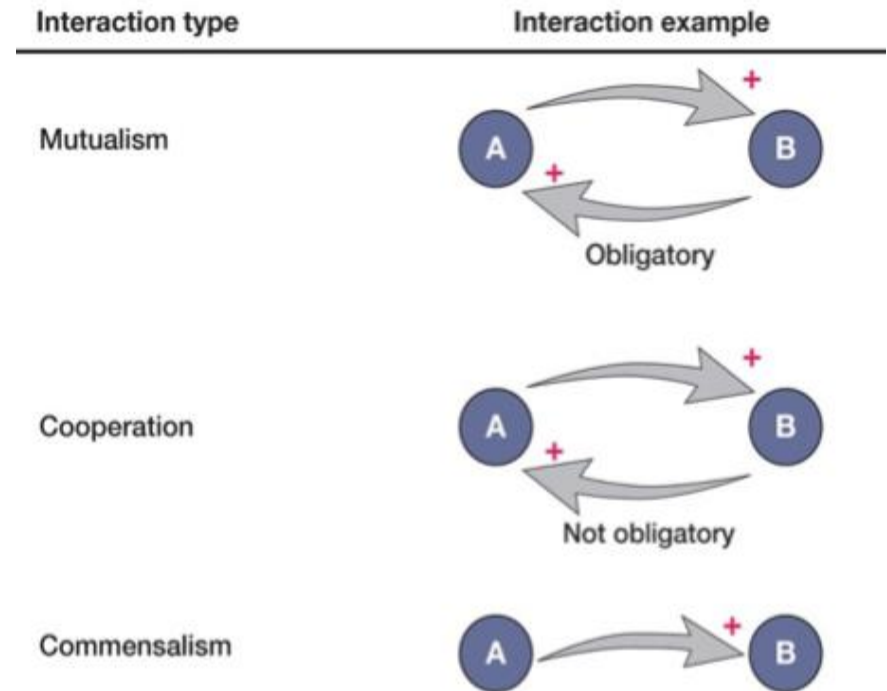 Interaction type Interaction example
Mutualism
A + B
+
Obligatory
Cooperation
A + B
+
Not obligatory
Commensalism
A + B